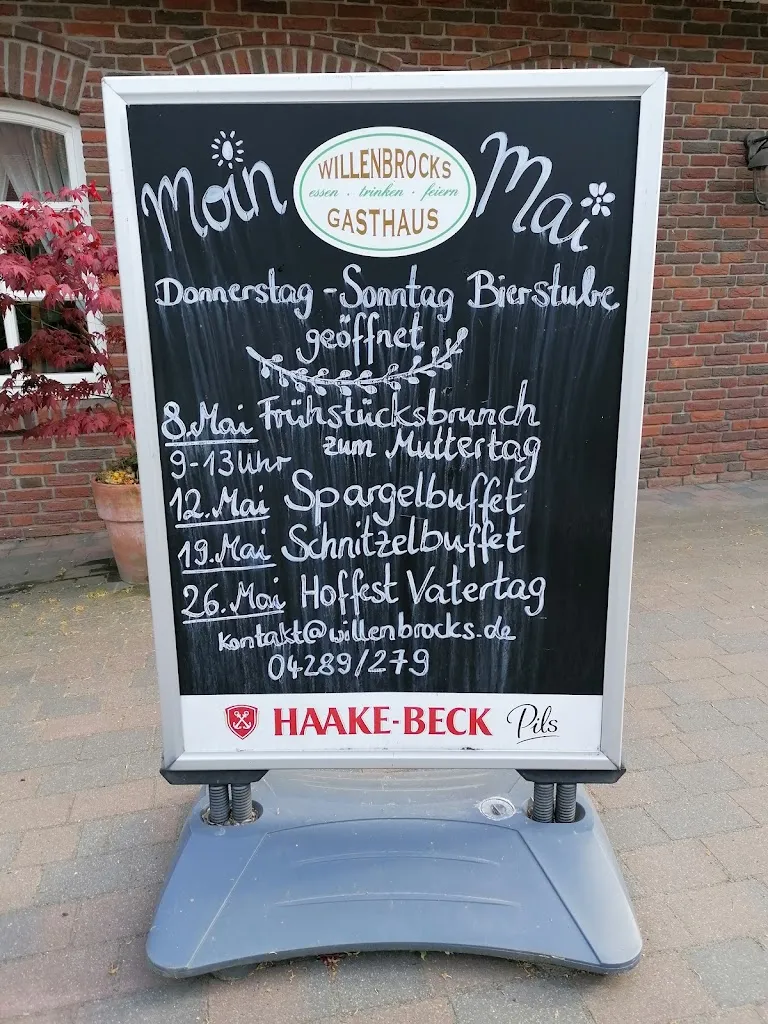 Moin Mai
WILLENBROCKS
essen . trinken . feiern
GASTHAUS
Donnerstag - Sonntag Bierstube
geöffnet
8. Mai Frühstücksbrunch
zum Muttertag
9-13 Uhr
12. Mai Spargelbuffet
19. Mai Schnitzelbuffet
26. Mai Hoffest Vatertag
kontakt@willenbrocks.de
04289/279
HAAKE-BECK Pils